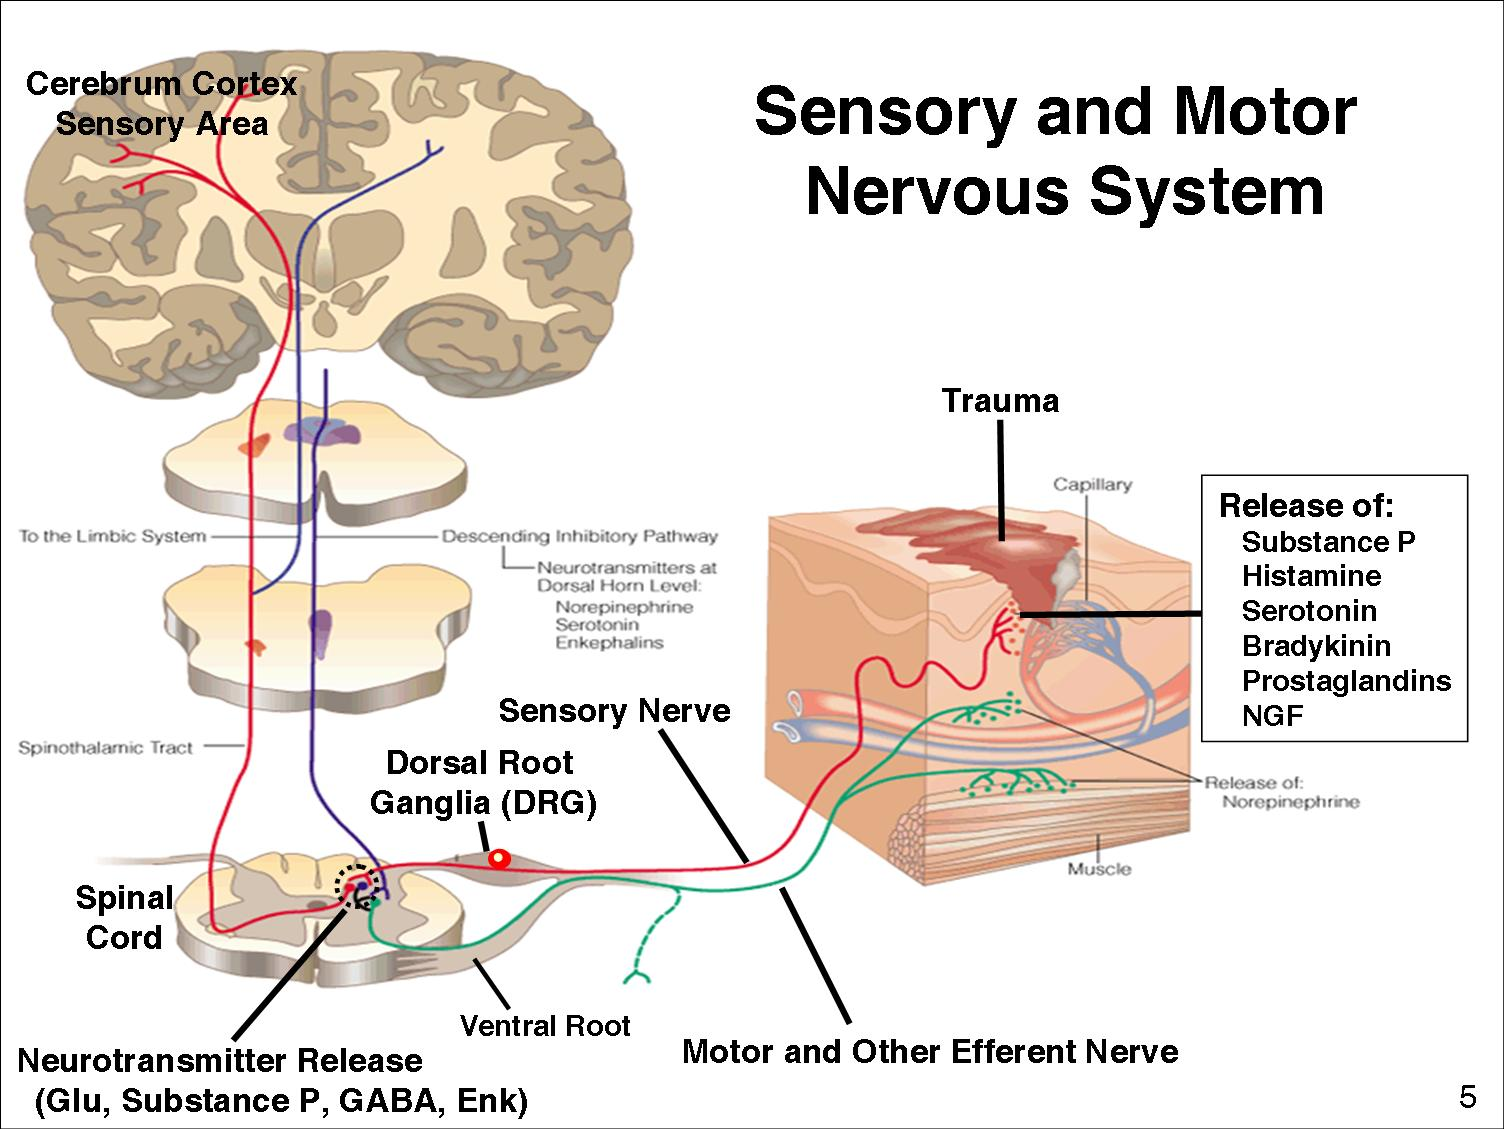 Cerebrum Cortex
Sensory Area
Sensory and Motor
Nervous System
Trauma
Capillary
Release of:
Substance P
Histamine
Serotonin
Bradykinin
Prostaglandins
NGF
To the Limbic System
Descending Inhibitory Pathway
Neurotransmitters at
Dorsal Horn Level:
Norepinephrine
Serotonin
Enkephalins
Sensory Nerve
Spinothalamic Tract
Dorsal Root
Ganglia (DRG)
Release of:
Norepinephrine
Muscle
Spinal
Cord
Ventral Root
Motor and Other Efferent Nerve
Neurotransmitter Release
(Glu, Substance P, GABA, Enk)
5